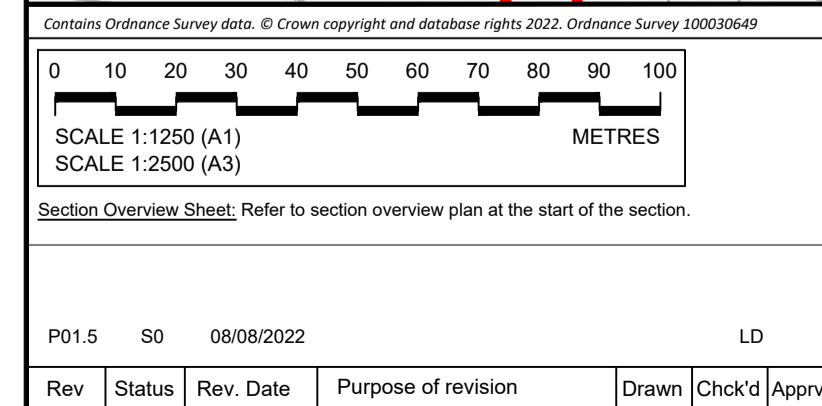 Contains Ordnance Survey data. © Crown copyright and database rights 2022. Ordnance Survey 100030649
0 10 20 30 40 50 60 70 80 90 100
SCALE 1:1250 (A1) METRES
SCALE 1:2500 (A3)
Section Overview Sheet: Refer to section overview plan at the start of the section.
P01.5 S0 08/08/2022 LD
Rev Status Rev. Date Purpose of revision Drawn Chck'd Apprv